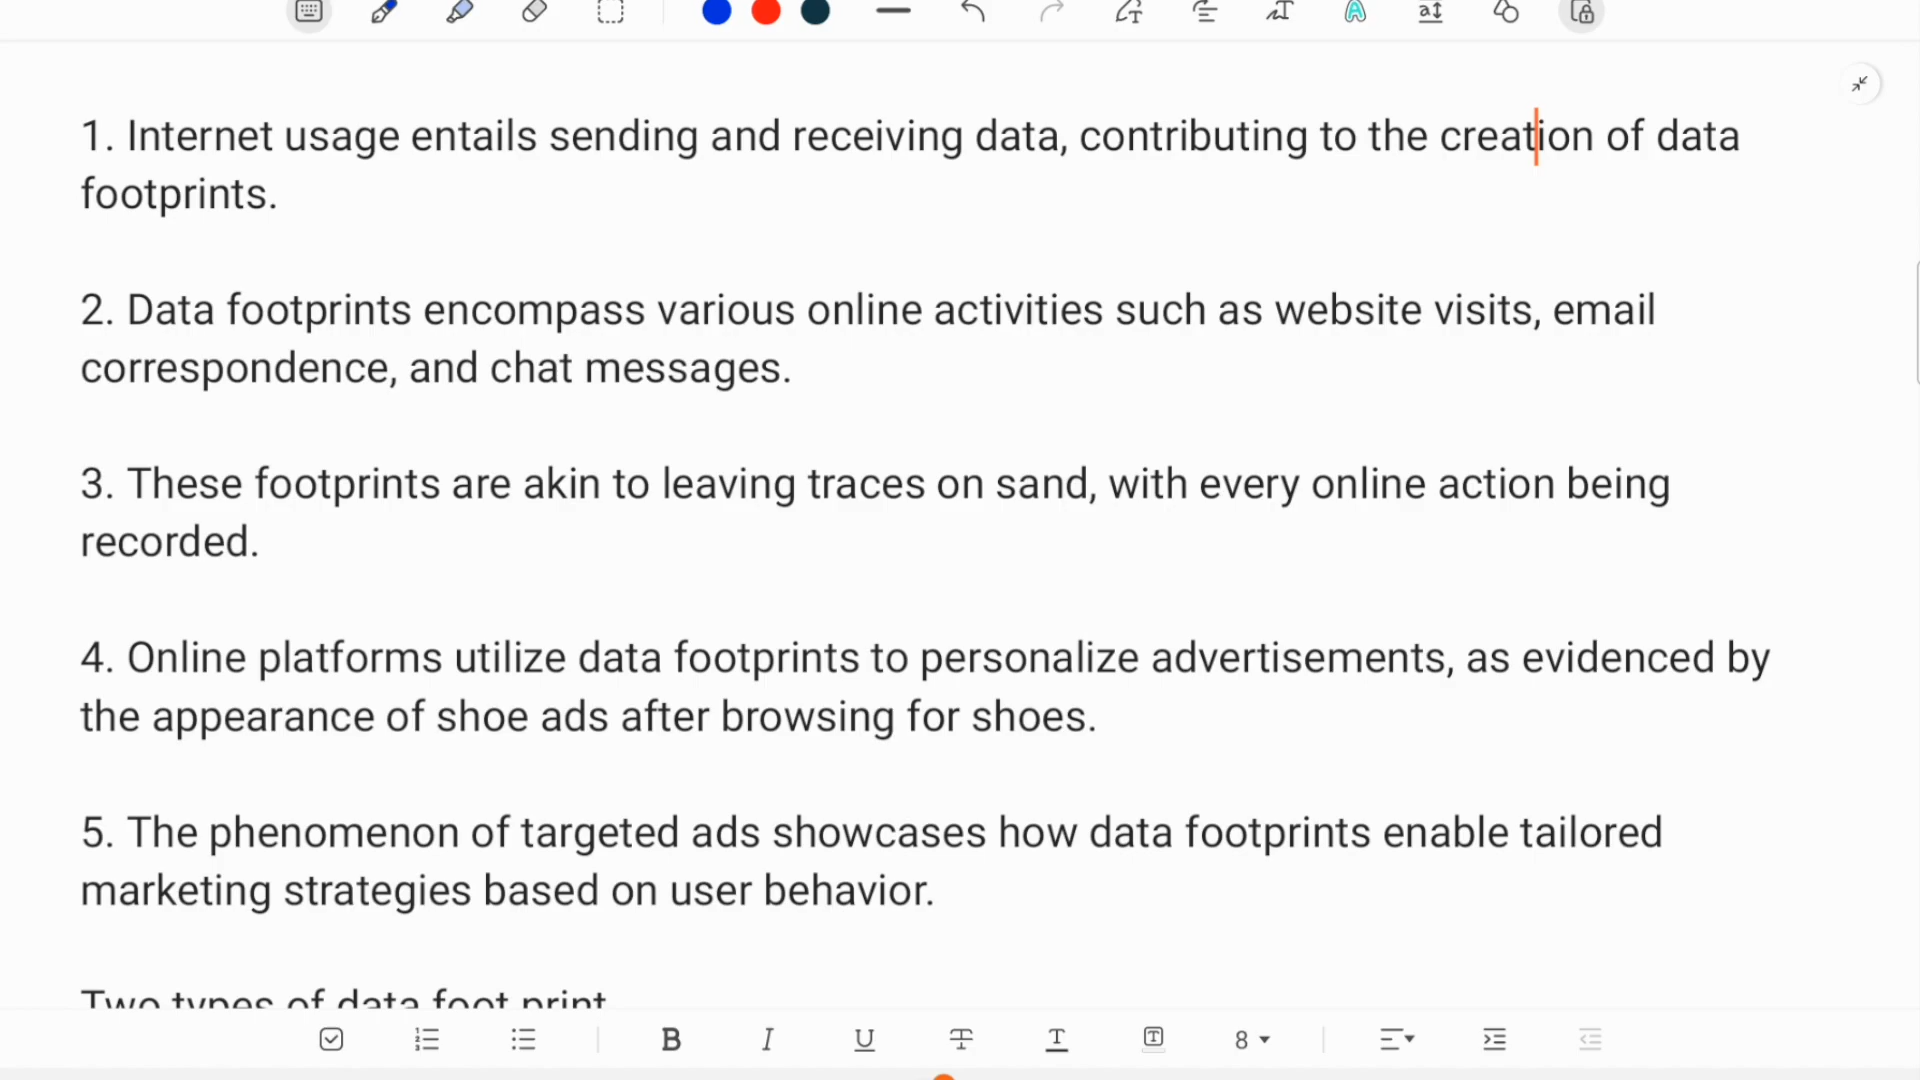 1. Internet usage entails sending and receiving data, contributing to the creation of data
footprints.
2. Data footprints encompass various online activities such as website visits, email
correspondence, and chat messages.
3. These footprints are akin to leaving traces on sand, with every online action being
recorded.
4. Online platforms utilize data footprints to personalize advertisements, as evidenced by
the appearance of shoe ads after browsing for shoes.
5. The phenomenon of targeted ads showcases how data footprints enable tailored
marketing strategies based on user behavior.
Two types of data foot print
B I U T T T 8